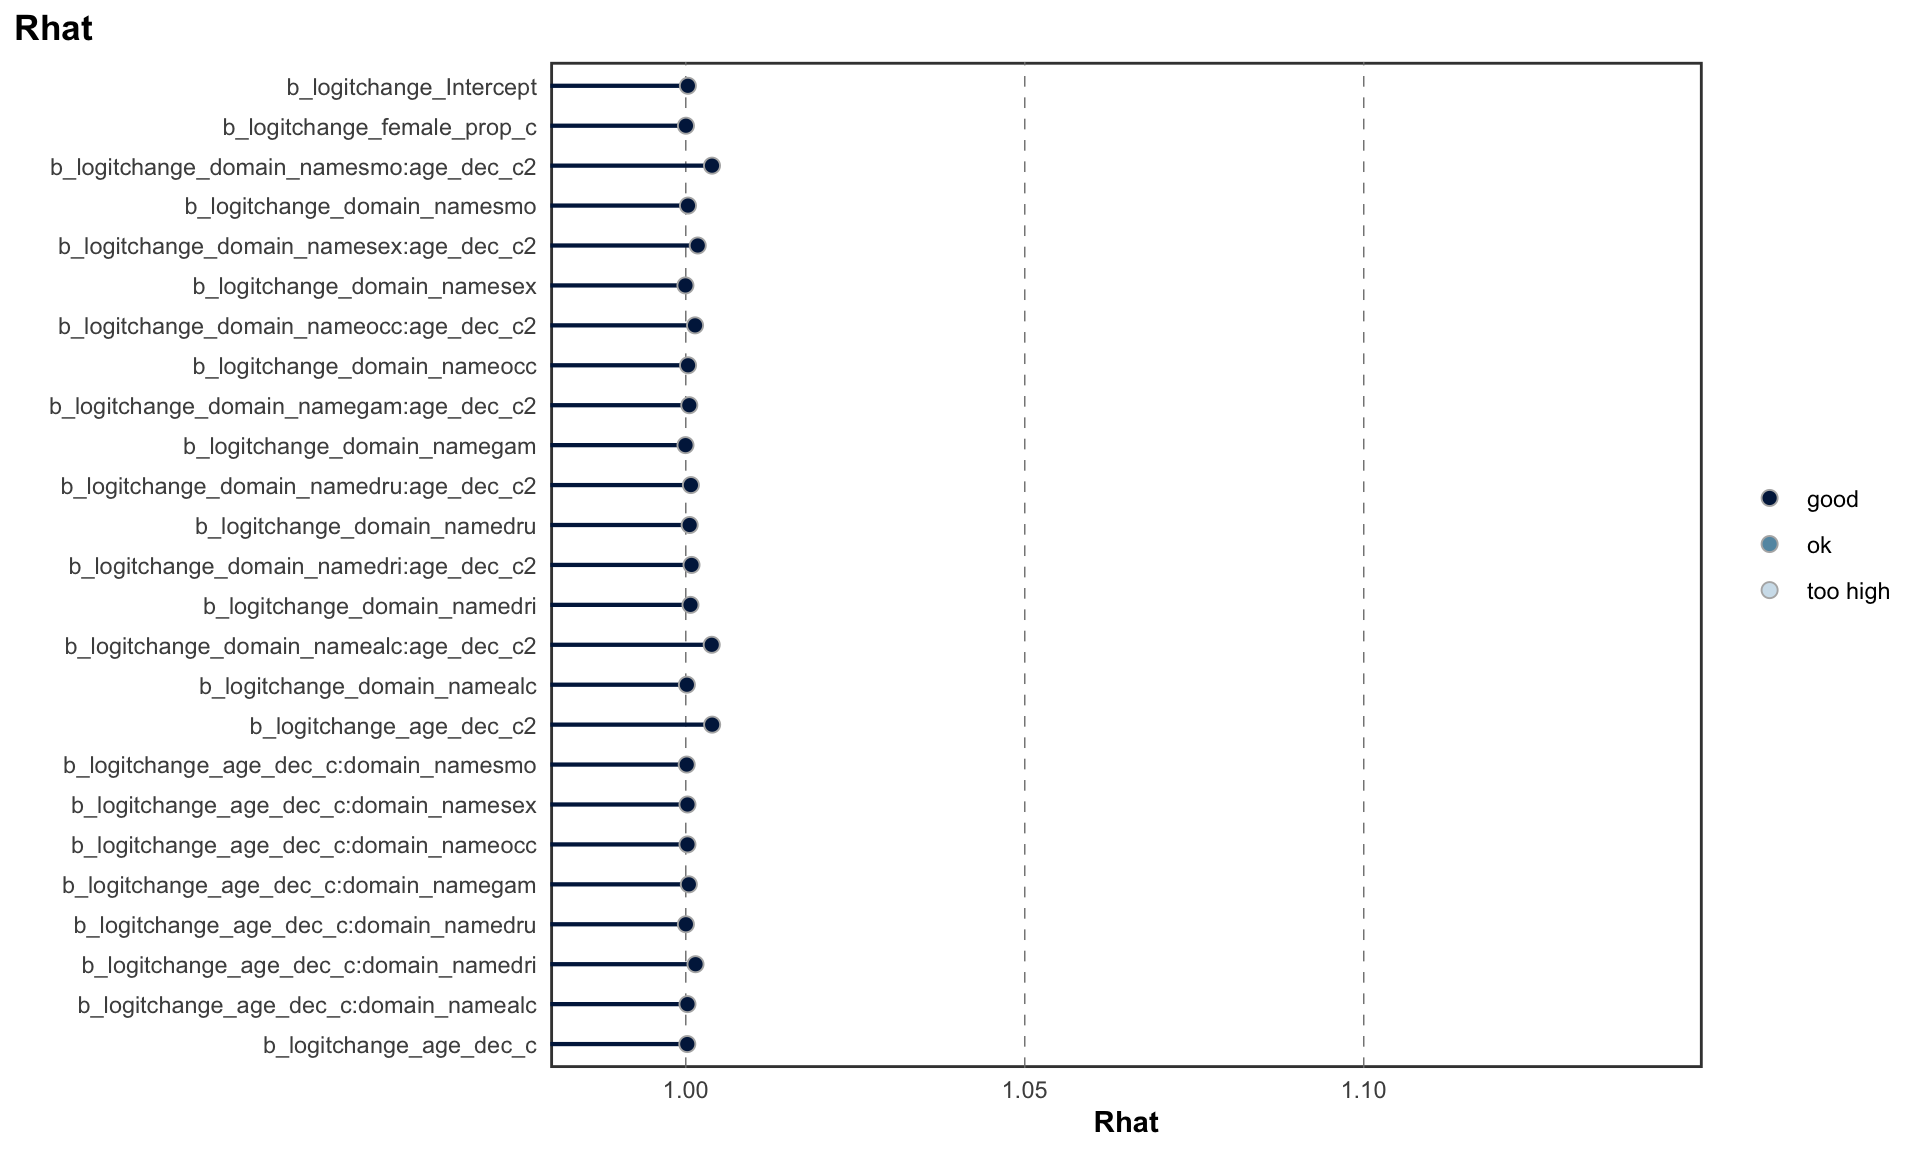 Rhat
b_logitchange_Intercept
b_logitchange_female_prop_c
b_logitchange_domain_namesmo:age_dec_c2
b_logitchange_domain_namesmo
b_logitchange_domain_namesex:age_dec_c2
b_logitchange_domain_namesex
b_logitchange_domain_nameocc:age_dec_c2
b_logitchange_domain_nameocc
b_logitchange_domain_namegam:age_dec_c2
b_logitchange_domain_namegam
b_logitchange_domain_namedru:age_dec_c2
b_logitchange_domain_namedru
b_logitchange_domain_namedri:age_dec_c2
b_logitchange_domain_namedri
b_logitchange_domain_namealc:age_dec_c2
b_logitchange_domain_namealc
b_logitchange_age_dec_c2
b_logitchange_age_dec_c:domain_namesmo
b_logitchange_age_dec_c:domain_namesex
b_logitchange_age_dec_c:domain_nameocc
b_logitchange_age_dec_c:domain_namegam
b_logitchange_age_dec_c:domain_namedru
b_logitchange_age_dec_c:domain_namedri
b_logitchange_age_dec_c:domain_namealc
b_logitchange_age_dec_c
1.00 1.05 1.10
Rhat
good
ok
too high